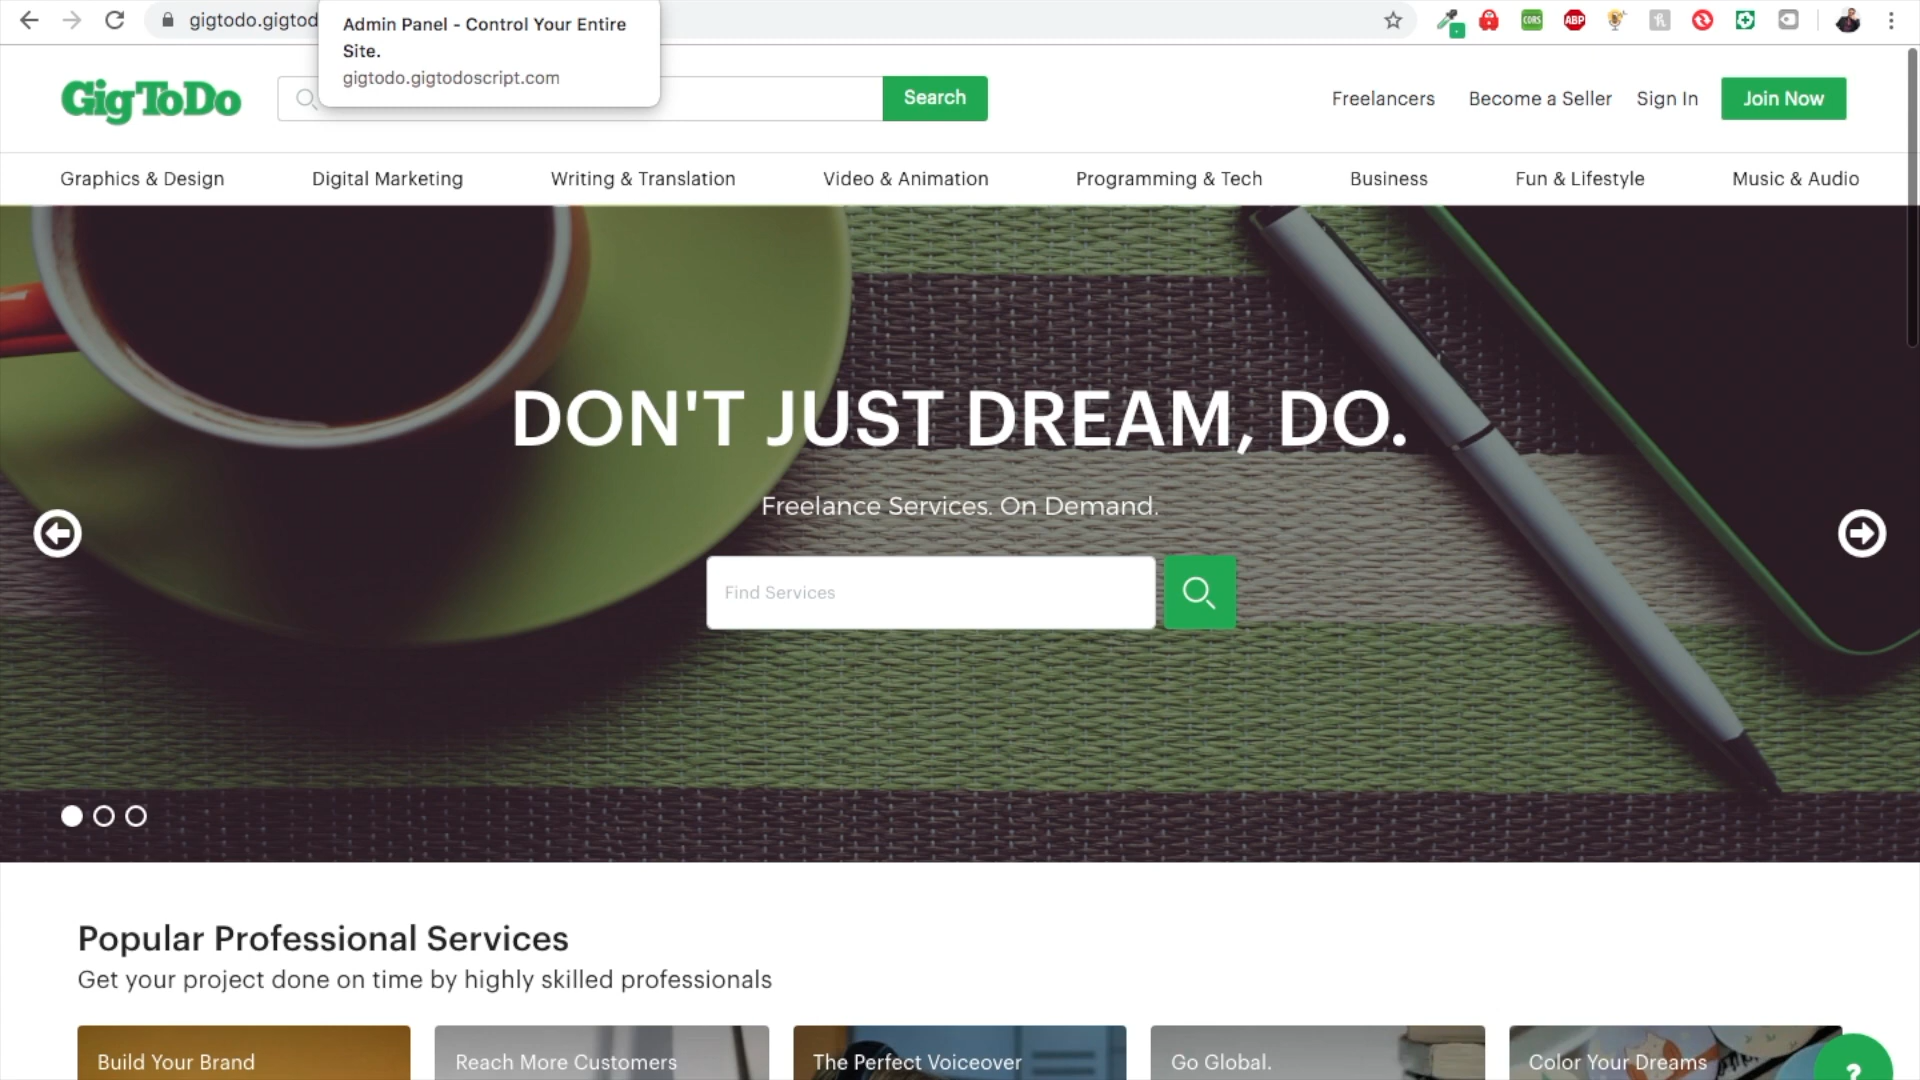 gigtodo.gigtod
Admin Panel - Control Your Entire
Site.
gigtodo.gigtodoscript.com
CORS
ABP
GigToDo
Search
Freelancers
Become a Seller
Sign In
Join Now
Graphics & Design
Digital Marketing
Writing & Translation
Video & Animation
Programming & Tech
Business
Fun & Lifestyle
Music & Audio
DON'T JUST DREAM, DO.
Freelance Services. On Demand.
Find Services
Popular Professional Services
Get your project done on time by highly skilled professionals
Build Your Brand
Reach More Customers
The Perfect Voiceover
Go Global.
Color Your Dreams
?